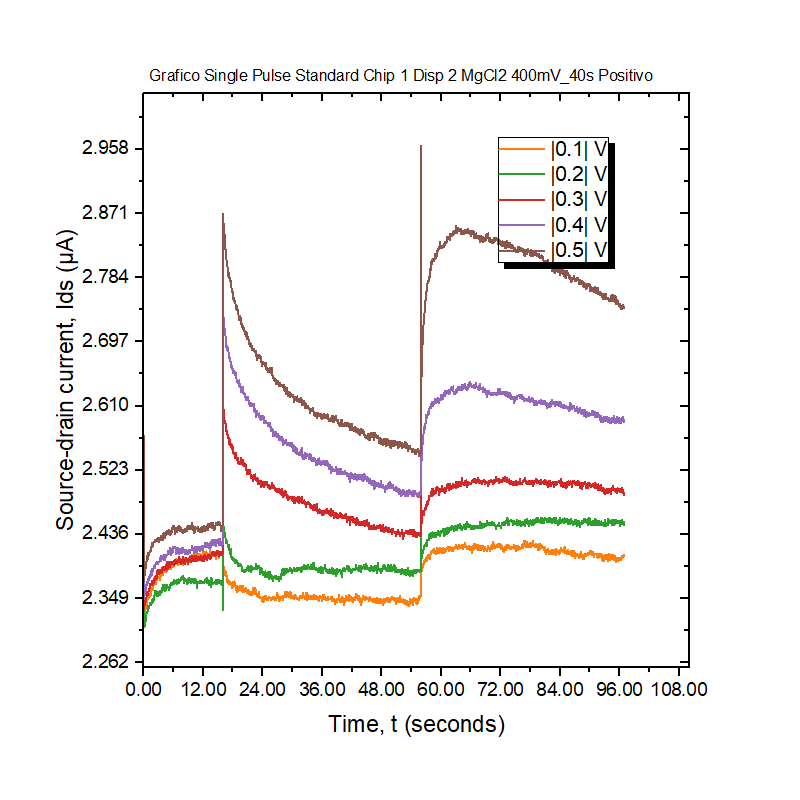 Grafico Single Pulse Standard Chip 1 Disp 2 MgCl2 400mV_40s Positivo
2.958
2.871
2.784
2.697
2.610
2.523
2.436
2.349
2.262
Source-drain current, Ids (µA)
|0.1| V
|0.2| V
|0.3| V
|0.4| V
|0.5| V
0.00 12.00 24.00 36.00 48.00 60.00 72.00 84.00 96.00 108.00
Time, t (seconds)